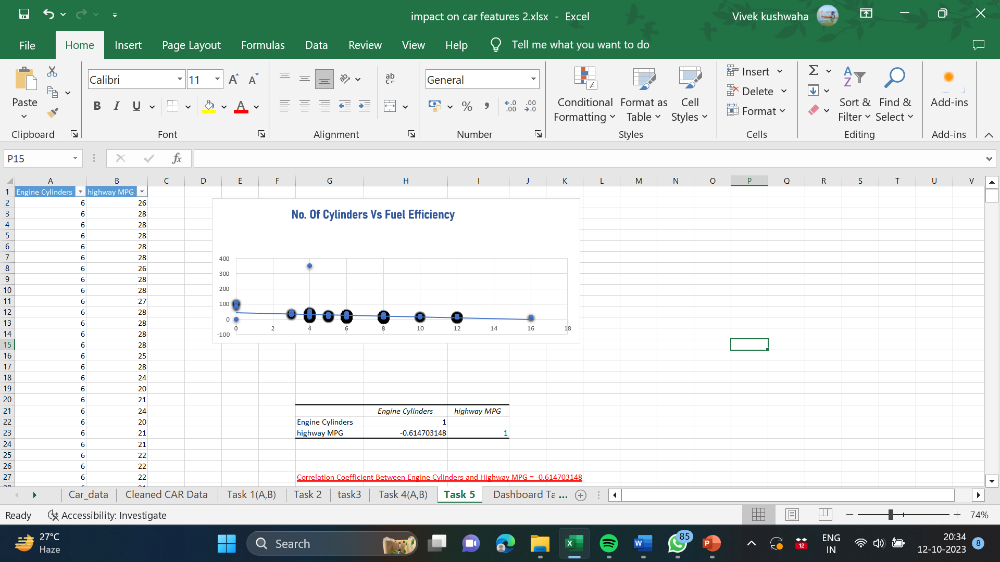 impact on car features 2.xlsx - Excel
Vivek kushwaha
File Home Insert Page Layout Formulas Data Review View Help Tell me what you want to do
Paste
Calibri 11
B I U
General
Conditional Formatting
Format as Table
Cell Styles
Insert
Delete
Format
Sort & Filter
Find & Select
Add-ins
Clipboard Font Alignment Number Styles Cells Editing Add-ins
P15 fx
A B C D E F G H I J K L M N O P Q R S T U V
1 Engine Cylinders highway MPG
2 6 26
3 6 28
4 6 28
5 6 28
6 6 28
7 6 28
8 6 26
9 6 28
10 6 28
11 6 27
12 6 28
13 6 28
14 6 28
15 6 28
16 6 25
17 6 28
18 6 24
19 6 20
20 6 21
21 6 24
22 6 20
23 6 21
24 6 21
25 6 22
26 6 22
27 6 22
No. Of Cylinders Vs Fuel Efficiency
400
300
200
100
0
-100
0 2 4 6 8 10 12 14 16 18
Engine Cylinders highway MPG
Engine Cylinders 1
highway MPG -0.614703148 1
Correlation Coefficient Between Engine Cylinders and Highway MPG = -0.614703148
Car_data Cleaned CAR Data Task 1(A,B) Task 2 task3 Task 4(A,B) Task 5 Dashboard Ta ...
Ready Accessibility: Investigate 74%
27°C
Haze
Search
85
12
ENG
IN
20:34
12-10-2023
8